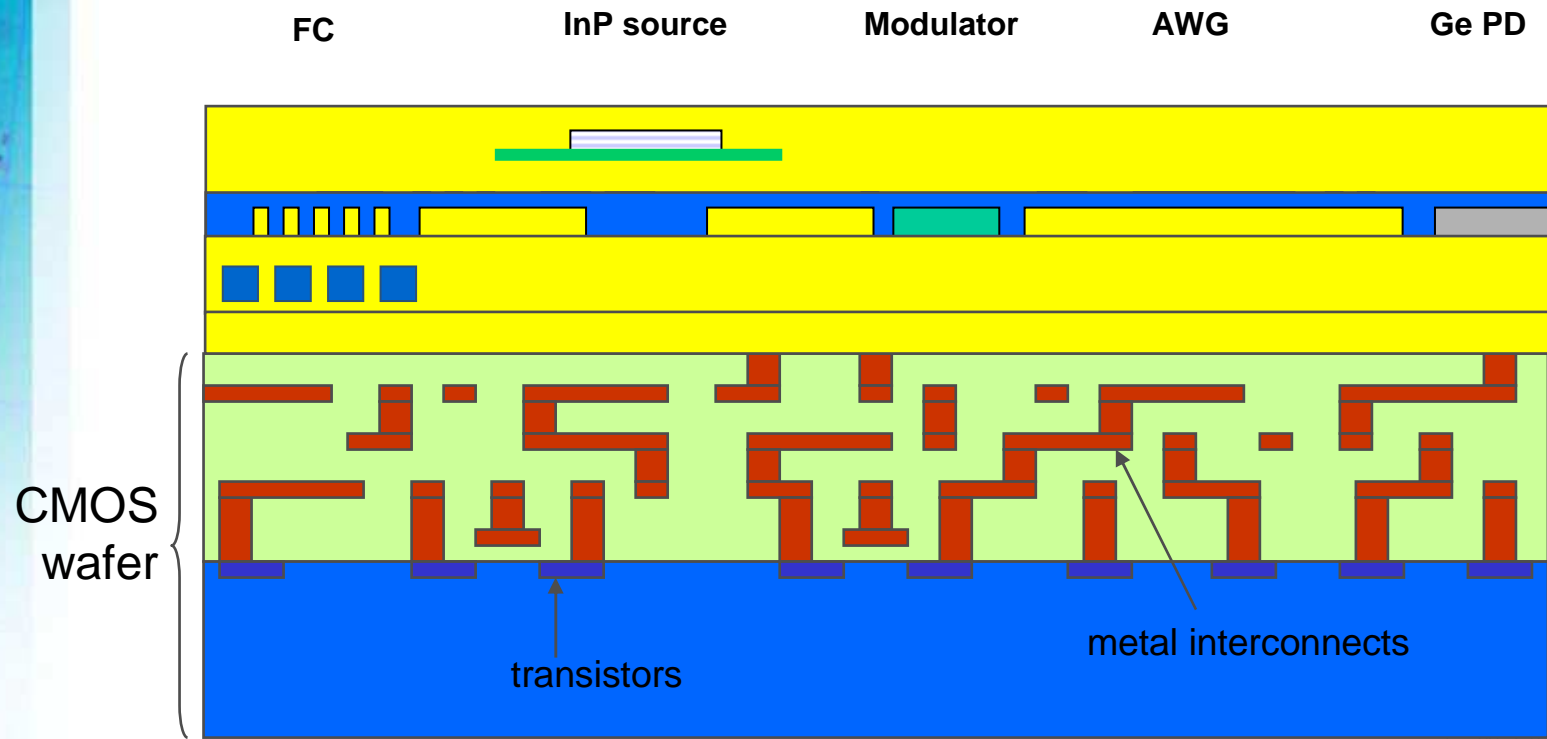 FC
InP source
Modulator
AWG
Ge PD
CMOS
wafer
metal interconnects
transistors